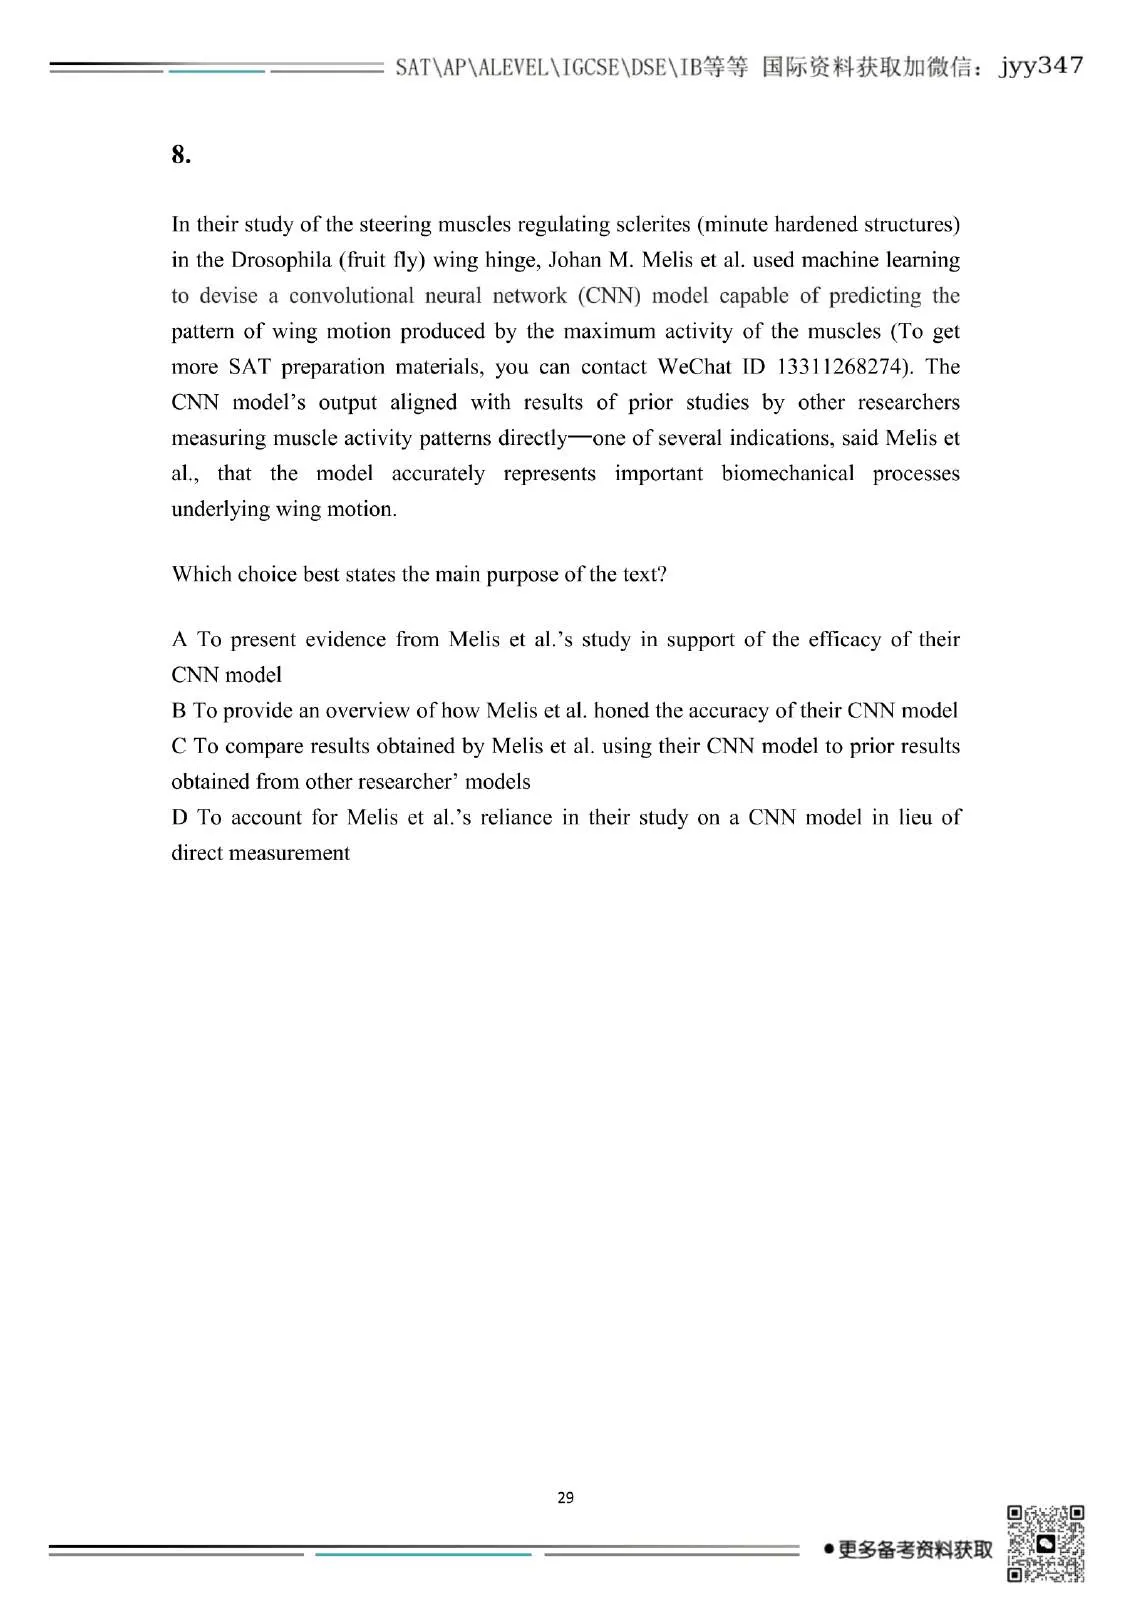 SAT\AP\ALEVEL\IGCSE\DSE\IB等等 国际资料获取加微信: jyy347
8.
In their study of the steering muscles regulating sclerites (minute hardened structures)
in the Drosophila (fruit fly) wing hinge, Johan M. Melis et al. used machine learning
to devise a convolutional neural network (CNN) model capable of predicting the
pattern of wing motion produced by the maximum activity of the muscles (To get
more SAT preparation materials, you can contact WeChat ID 13311268274). The
CNN model’s output aligned with results of prior studies by other researchers
measuring muscle activity patterns directly—one of several indications, said Melis et
al., that the model accurately represents important biomechanical processes
underlying wing motion.
Which choice best states the main purpose of the text?
A To present evidence from Melis et al.’s study in support of the efficacy of their
CNN model
B To provide an overview of how Melis et al. honed the accuracy of their CNN model
C To compare results obtained by Melis et al. using their CNN model to prior results
obtained from other researcher’ models
D To account for Melis et al.’s reliance in their study on a CNN model in lieu of
direct measurement
29
●更多备考资料获取